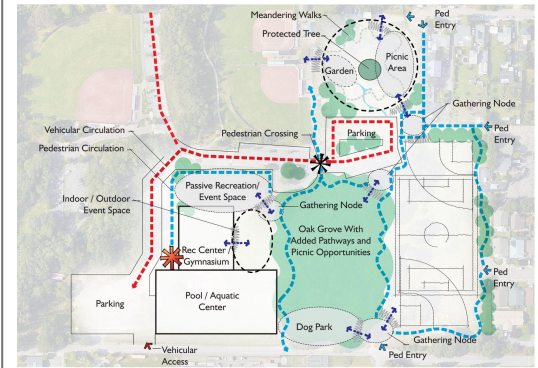 Meandering Walks
Protected Tree
Ped
Entry
Picnic
Area
Garden
Gathering Node
Vehicular Circulation
Pedestrian Crossing
Parking
Ped
Entry
Pedestrian Circulation
Passive Recreation/
Event Space
Indoor / Outdoor
Event Space
Gathering Node
Oak Grove With
Added Pathways and
Picnic Opportunities
Rec Center /
Gymnasium
Ped
Entry
Parking
Pool / Aquatic
Center
Dog Park
Gathering Node
Vehicular
Access
Ped Entry